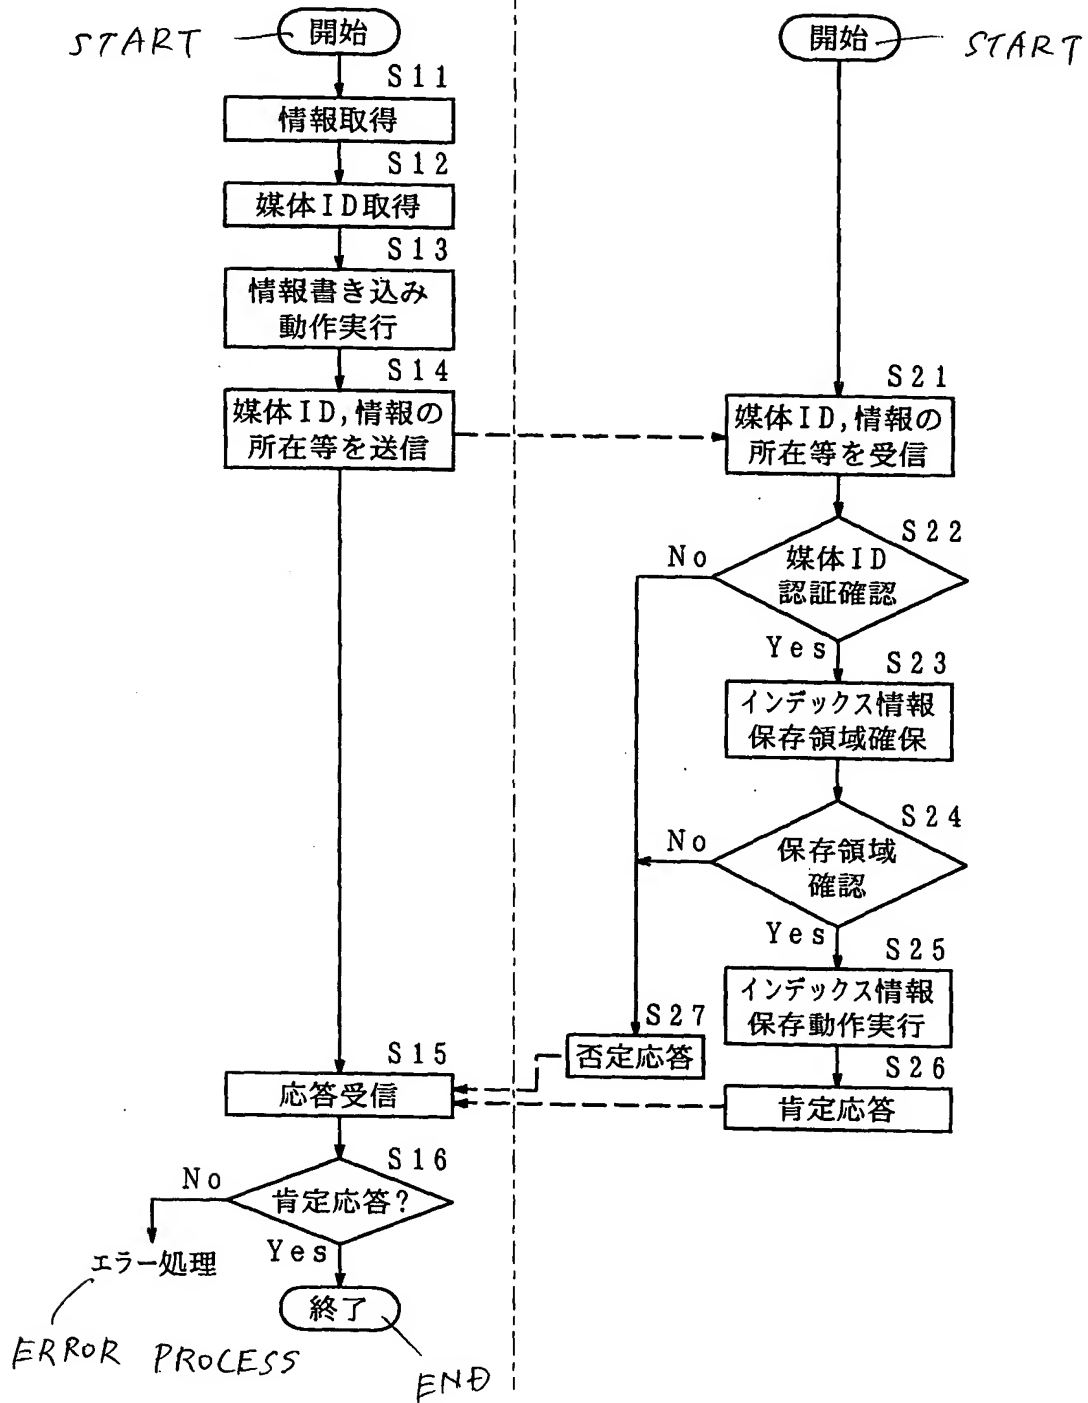 START
開始
S11
情報取得
S12
媒体ID取得
S13
情報書き込み
動作実行
S14
媒体ID,情報の
所在等を送信
S15
応答受信
S16
肯定応答?
No
Yes
エラー処理
ERROR PROCESS
終了
END
開始
START
S21
媒体ID,情報の
所在等を受信
S22
媒体ID
認証確認
No
Yes
S23
インデックス情報
保存領域確保
S24
保存領域
確認
No
Yes
S25
インデックス情報
保存動作実行
S27
否定応答
S26
肯定応答